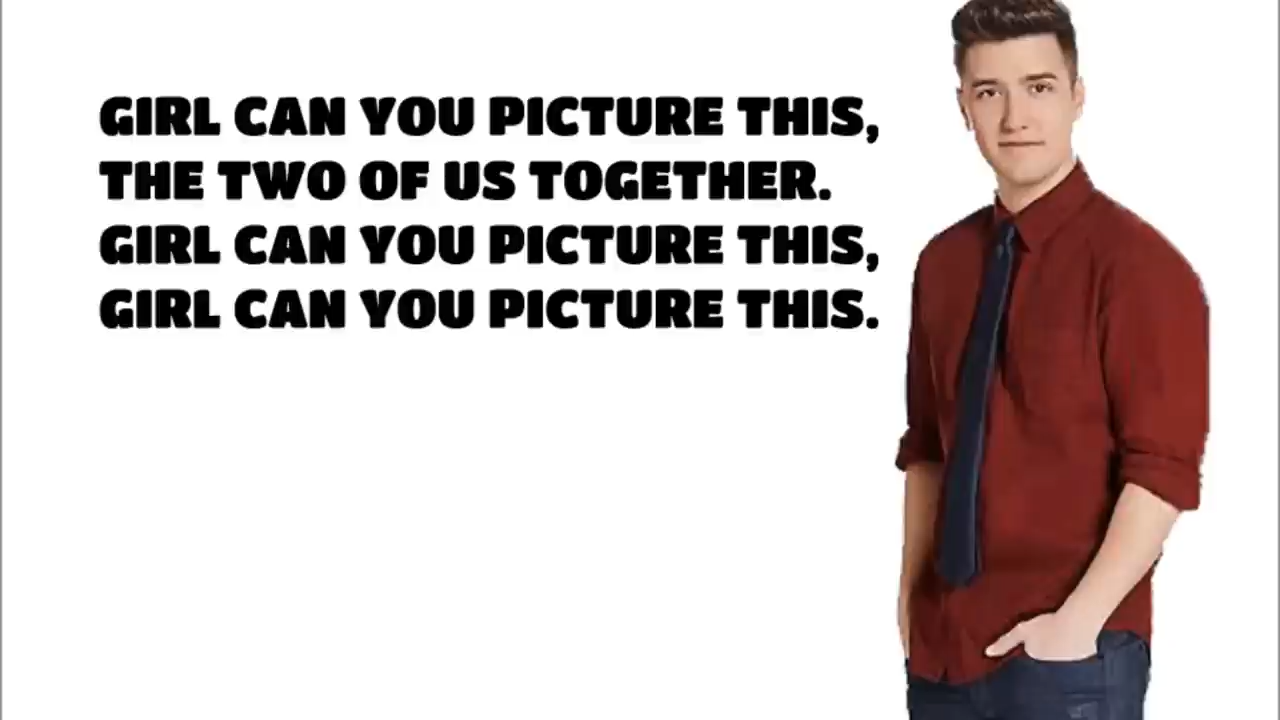 GIRL CAN YOU PICTURE THIS,
THE TWO OF US TOGETHER.
GIRL CAN YOU PICTURE THIS,
GIRL CAN YOU PICTURE THIS.